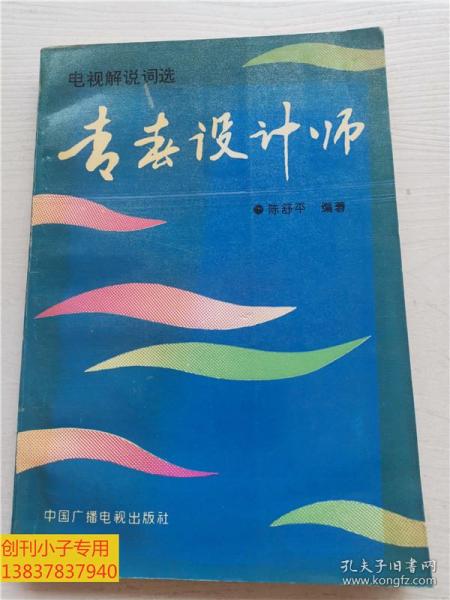 电视解说词选
青春设计师
陈舒平 编著
中国广播电视出版社
创刊小子专用
13837837940
孔夫子旧书网
www.kongfz.com